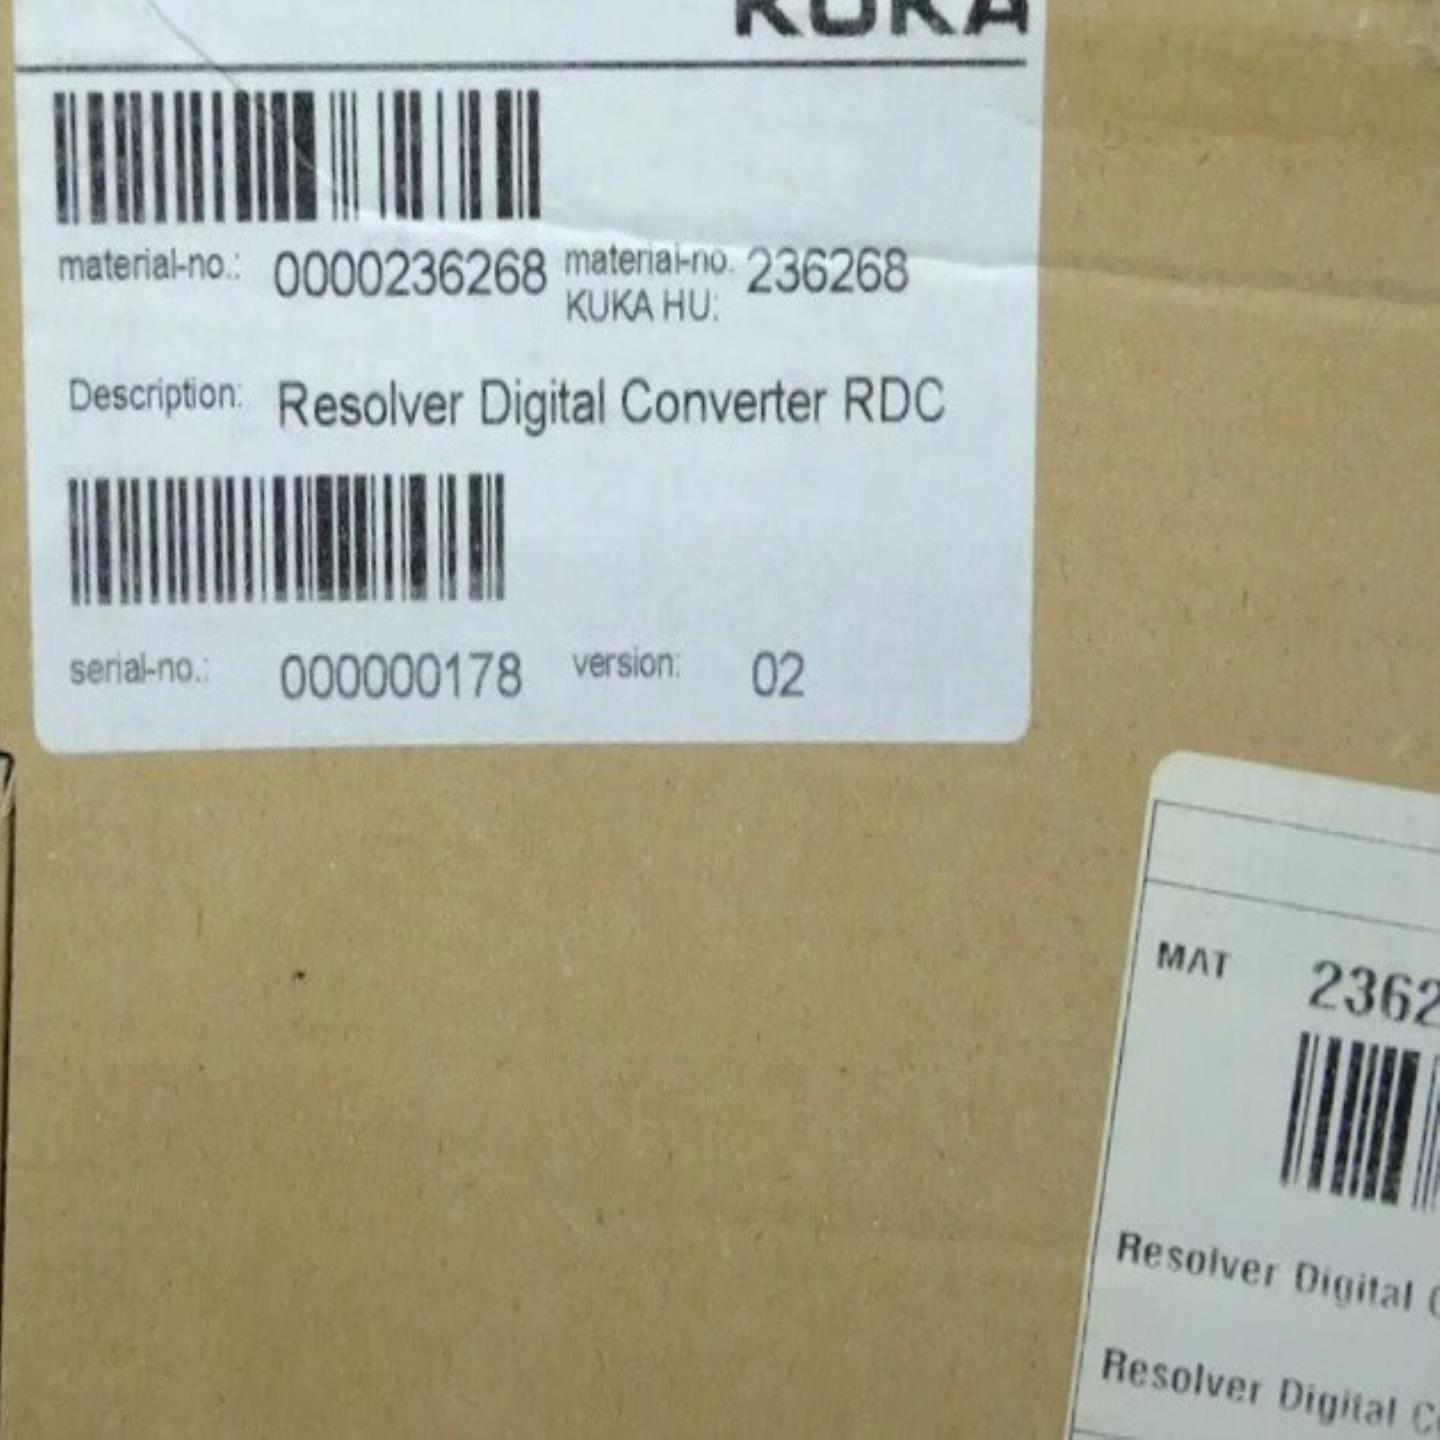 KUKA
material-no.: 0000236268 material-no. 236268
KUKA HU:
Description: Resolver Digital Converter RDC
serial-no.: 000000178 version: 02
MAT 2362
Resolver Digital
Resolver Digital